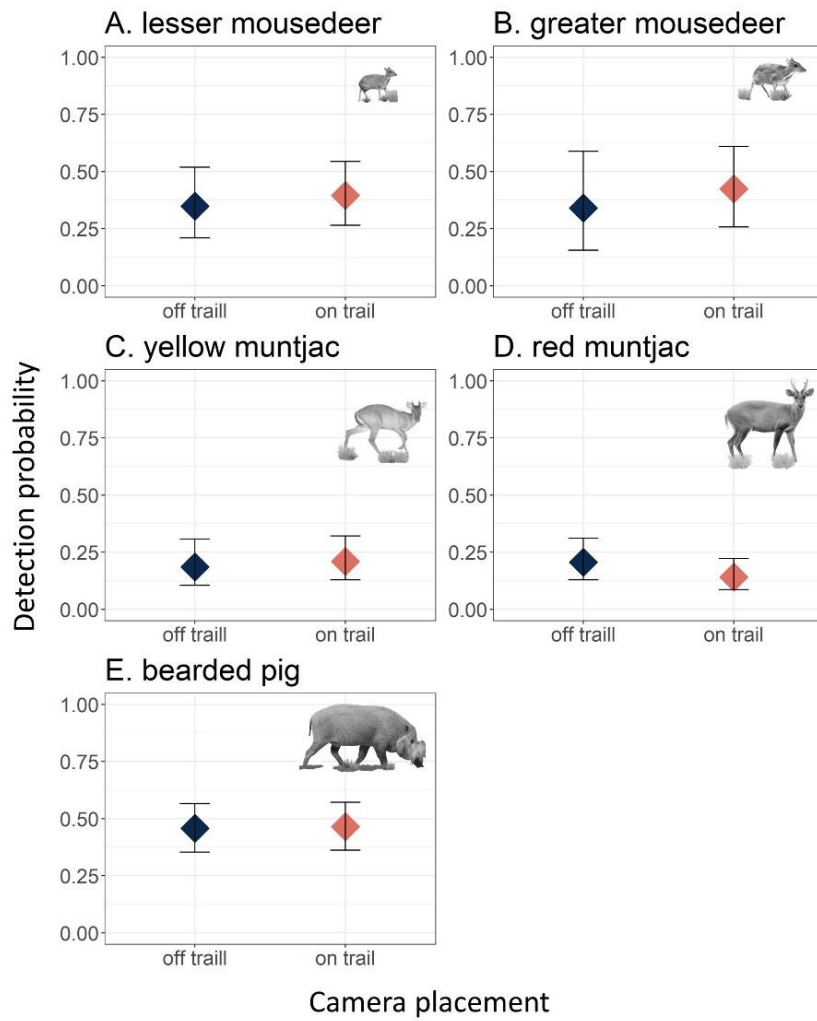 A. lesser mousedeer
1.00
0.75
0.50
0.25
0.00
off traill on trail
B. greater mousedeer
1.00
0.75
0.50
0.25
0.00
off traill on trail
C. yellow muntjac
1.00
0.75
0.50
0.25
0.00
off traill on trail
D. red muntjac
1.00
0.75
0.50
0.25
0.00
off traill on trail
E. bearded pig
1.00
0.75
0.50
0.25
0.00
off traill on trail
Detection probability
Camera placement